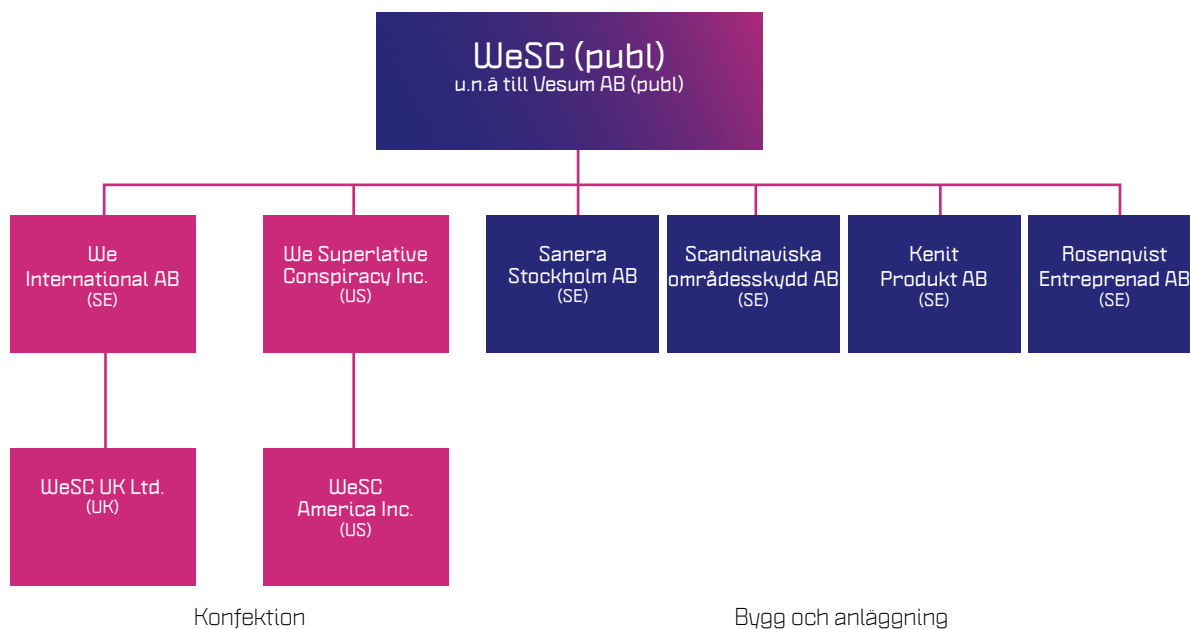 WeSC (publ)
u.n.ä till Vesum AB (publ)
We
International AB
(SE)
We Superlative
Conspiracy Inc.
(US)
Sanera
Stockholm AB
(SE)
Scandinaviska
områdesskydd AB
(SE)
Kenit
Produkt AB
(SE)
Rosenqvist
Entreprenad AB
(SE)
WeSC UK Ltd.
(UK)
WeSC
America Inc.
(US)
Konfektion
Bygg och anläggning